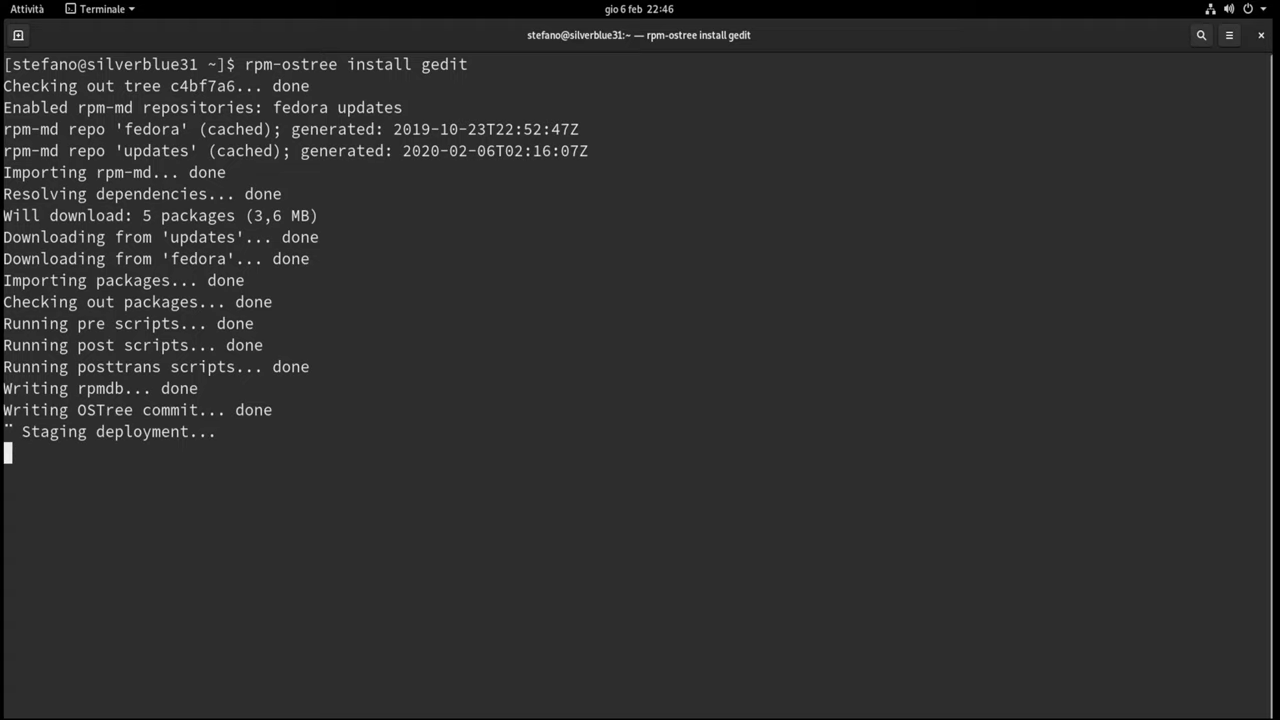 Attività Terminale gio 6 feb 22:46
stefano@silverblue31:~ — rpm-ostree install gedit
[stefano@silverblue31 ~]$ rpm-ostree install gedit
Checking out tree c4bf7a6... done
Enabled rpm-md repositories: fedora updates
rpm-md repo 'fedora' (cached); generated: 2019-10-23T22:52:47Z
rpm-md repo 'updates' (cached); generated: 2020-02-06T02:16:07Z
Importing rpm-md... done
Resolving dependencies... done
Will download: 5 packages (3,6 MB)
Downloading from 'updates'... done
Downloading from 'fedora'... done
Importing packages... done
Checking out packages... done
Running pre scripts... done
Running post scripts... done
Running posttrans scripts... done
Writing rpmdb... done
Writing OSTree commit... done
⠉ Staging deployment...